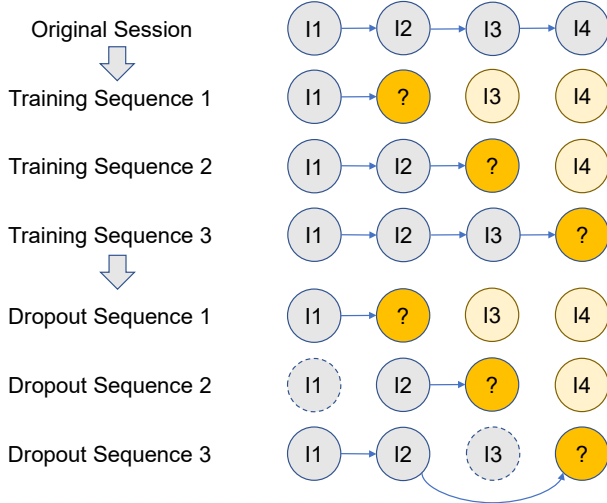 Original Session I1 I2 I3 I4
Training Sequence 1 I1 ? I3 I4
Training Sequence 2 I1 I2 ? I4
Training Sequence 3 I1 I2 I3 ?
Dropout Sequence 1 I1 ? I3 I4
Dropout Sequence 2 I1 I2 ? I4
Dropout Sequence 3 I1 I2 I3 ?